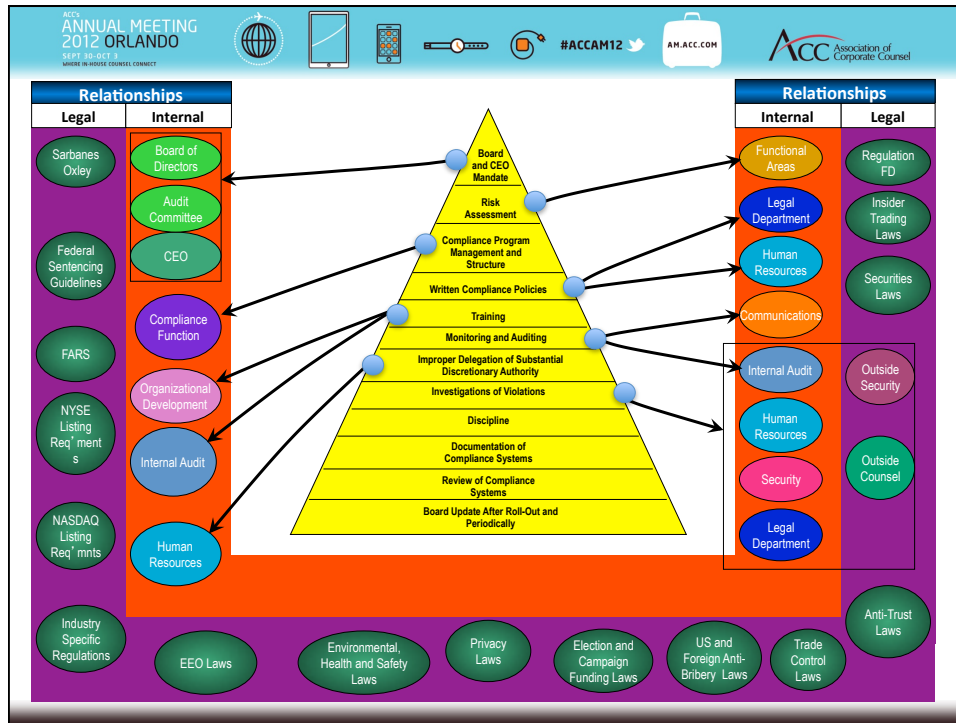 ACC's
ANNUAL MEETING
2012 ORLANDO
SEPT 30-OCT 3
WHERE IN-HOUSE COUNSEL CONNECT
#ACCAM12
AM.ACC.COM
ACC Association of
Corporate Counsel
Relationships
Legal
Internal
Sarbanes
Oxley
Federal
Sentencing
Guidelines
FARS
NYSE
Listing
Req’ment
s
NASDAQ
Listing
Req’mnts
Industry
Specific
Regulations
Board of
Directors
Audit
Committee
CEO
Compliance
Function
Organizational
Development
Internal Audit
Human
Resources
Board
and CEO
Mandate
Risk
Assessment
Compliance Program
Management and
Structure
Written Compliance Policies
Training
Monitoring and Auditing
Improper Delegation of Substantial
Discretionary Authority
Investigations of Violations
Discipline
Documentation of
Compliance Systems
Review of Compliance
Systems
Board Update After Roll-Out and
Periodically
Relationships
Internal
Legal
Functional
Areas
Legal
Department
Human
Resources
Communications
Internal Audit
Human
Resources
Security
Legal
Department
Regulation
FD
Insider
Trading
Laws
Securities
Laws
Outside
Security
Outside
Counsel
Anti-Trust
Laws
EEO Laws
Environmental,
Health and Safety
Laws
Privacy
Laws
Election and
Campaign
Funding Laws
US and
Foreign Anti-
Bribery Laws
Trade
Control
Laws